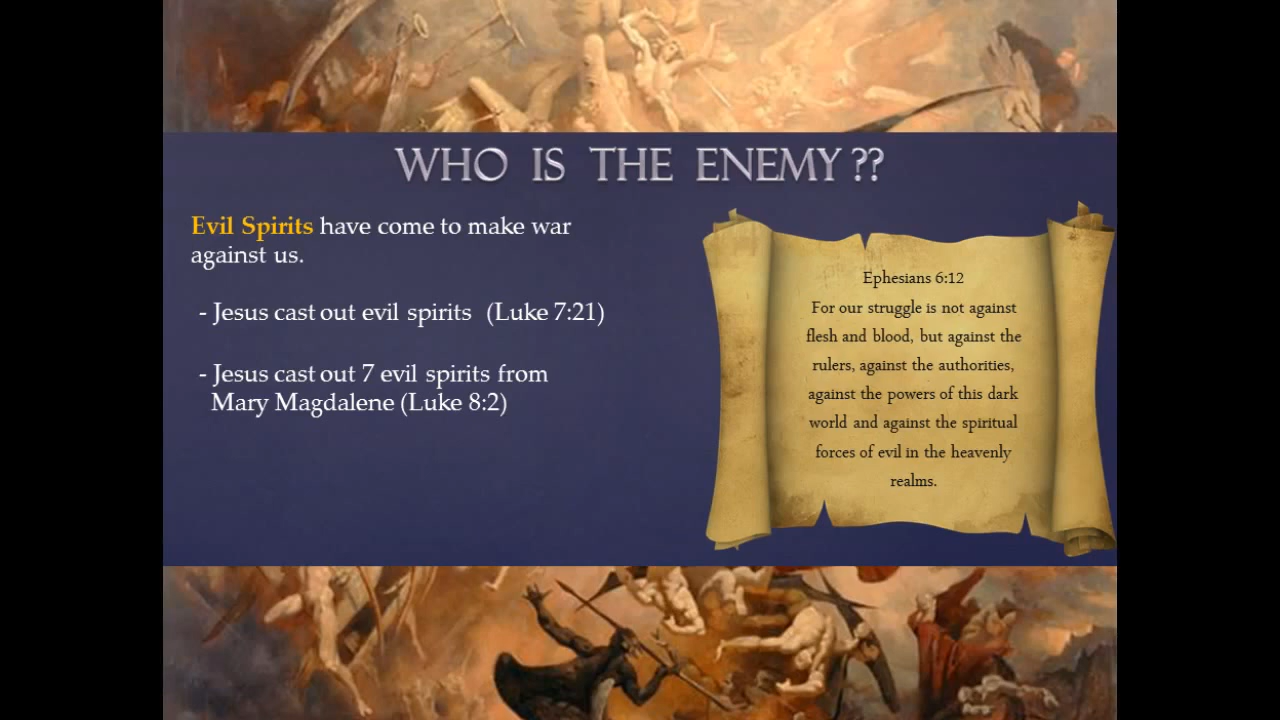 WHO IS THE ENEMY ??
Evil Spirits have come to make war
against us.
- Jesus cast out evil spirits (Luke 7:21)
- Jesus cast out 7 evil spirits from
Mary Magdalene (Luke 8:2)
Ephesians 6:12
For our struggle is not against
flesh and blood, but against the
rulers, against the authorities,
against the powers of this dark
world and against the spiritual
forces of evil in the heavenly
realms.